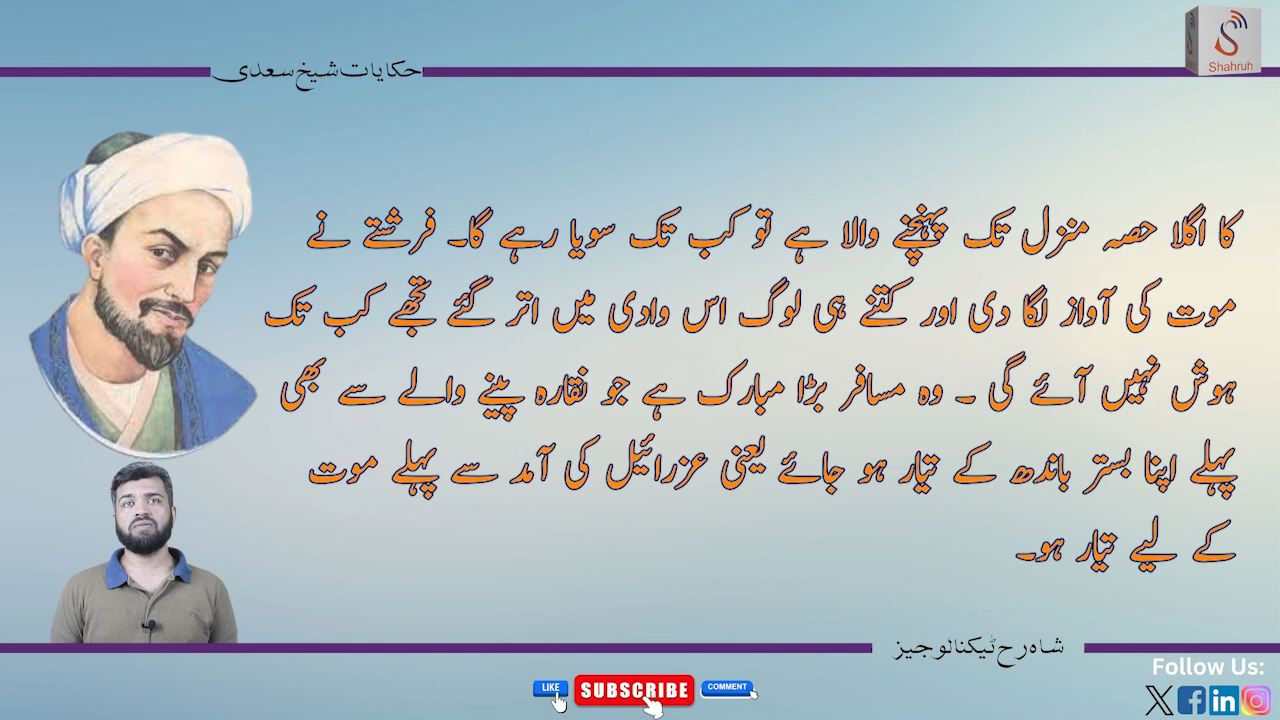 Shahruh
حکایات شیخ سعدی
کا اگلا حصہ منزل تک پہنچنے والا ہے تو کب تک سویا رہے گا۔ فرشتے نے
موت کی آواز لگا دی اور کتنے ہی لوگ اس وادی میں اتر گئے تجھے کب تک
ہوش نہیں آئے گی ۔ وہ مسافر بڑا مبارک ہے جو نقارہ پیٹنے والے سے بھی
پہلے اپنا بستر باندھ کے تیار ہو جائے یعنی عزرائیل کی آمد سے پہلے موت
کے لیے تیار ہو۔
شاہ رح ٹیکنالوجیز
Follow Us:
LIKE SUBSCRIBE COMMENT